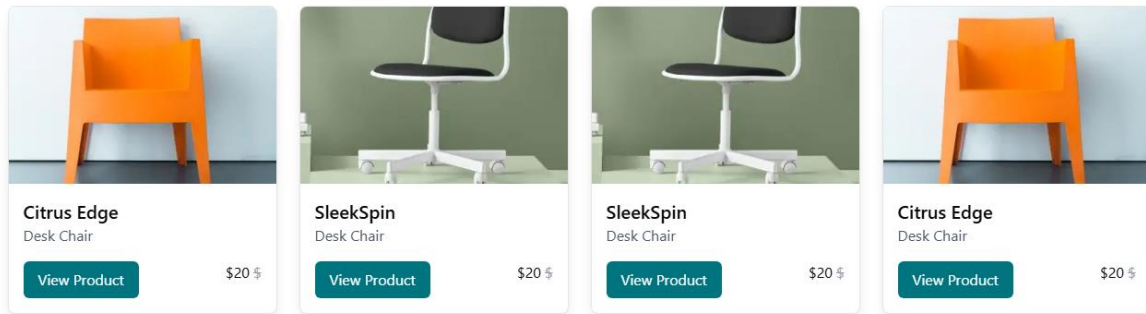 Citrus Edge
Desk Chair
View Product $20 $
SleekSpin
Desk Chair
View Product $20 $
SleekSpin
Desk Chair
View Product $20 $
Citrus Edge
Desk Chair
View Product $20 $